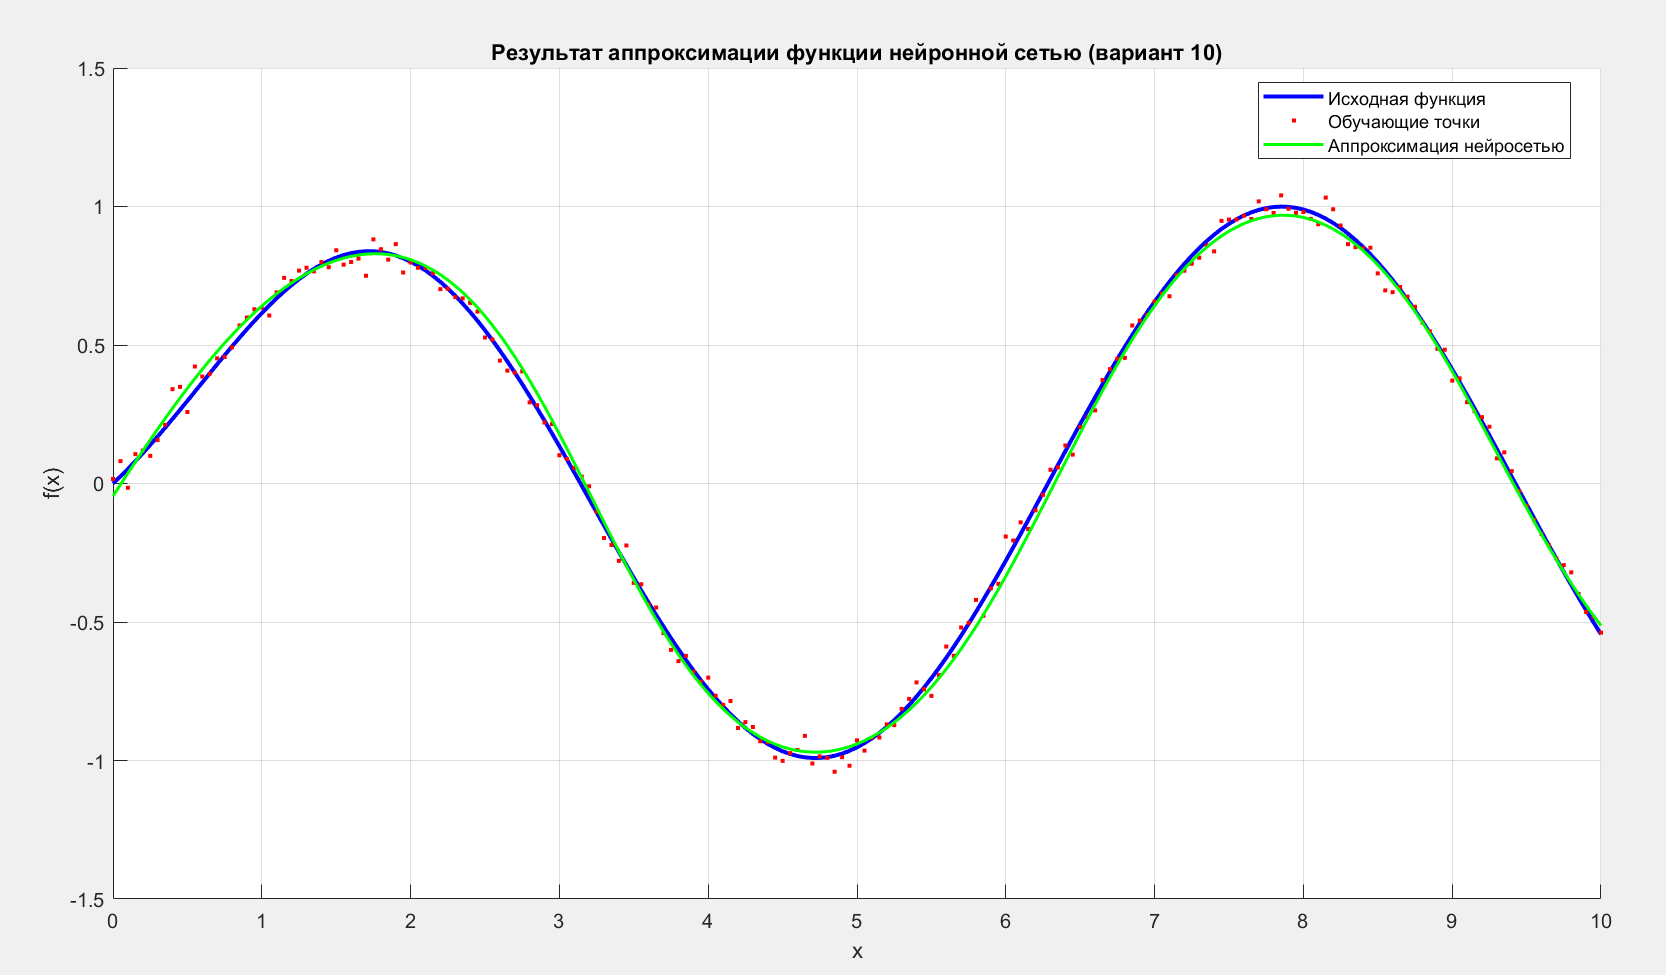 Результат аппроксимации функции нейронной сетью (вариант 10)
Исходная функция
Обучающие точки
Аппроксимация нейросетью
1.5
1
0.5
0
-0.5
-1
-1.5
f(x)
0 1 2 3 4 5 6 7 8 9 10
x